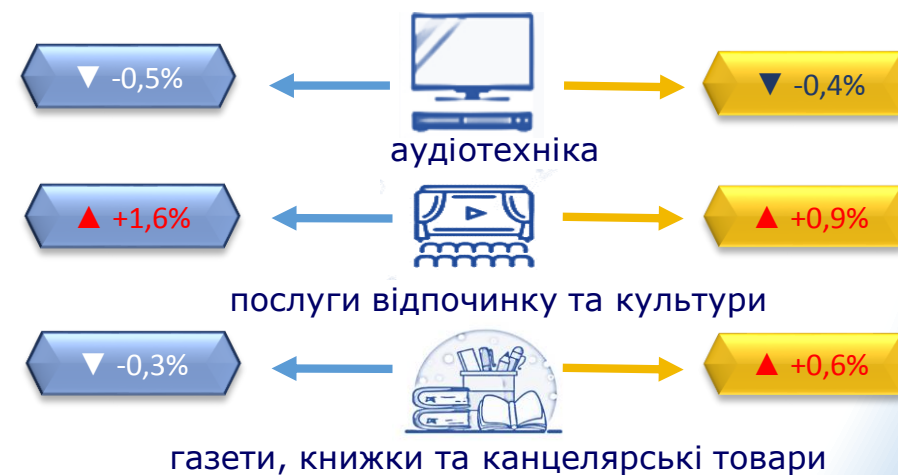 ▼ -0,5%
▼ -0,4%
аудіотехніка
▲ +1,6%
▲ +0,9%
послуги відпочинку та культури
▼ -0,3%
▲ +0,6%
газети, книжки та канцелярські товари